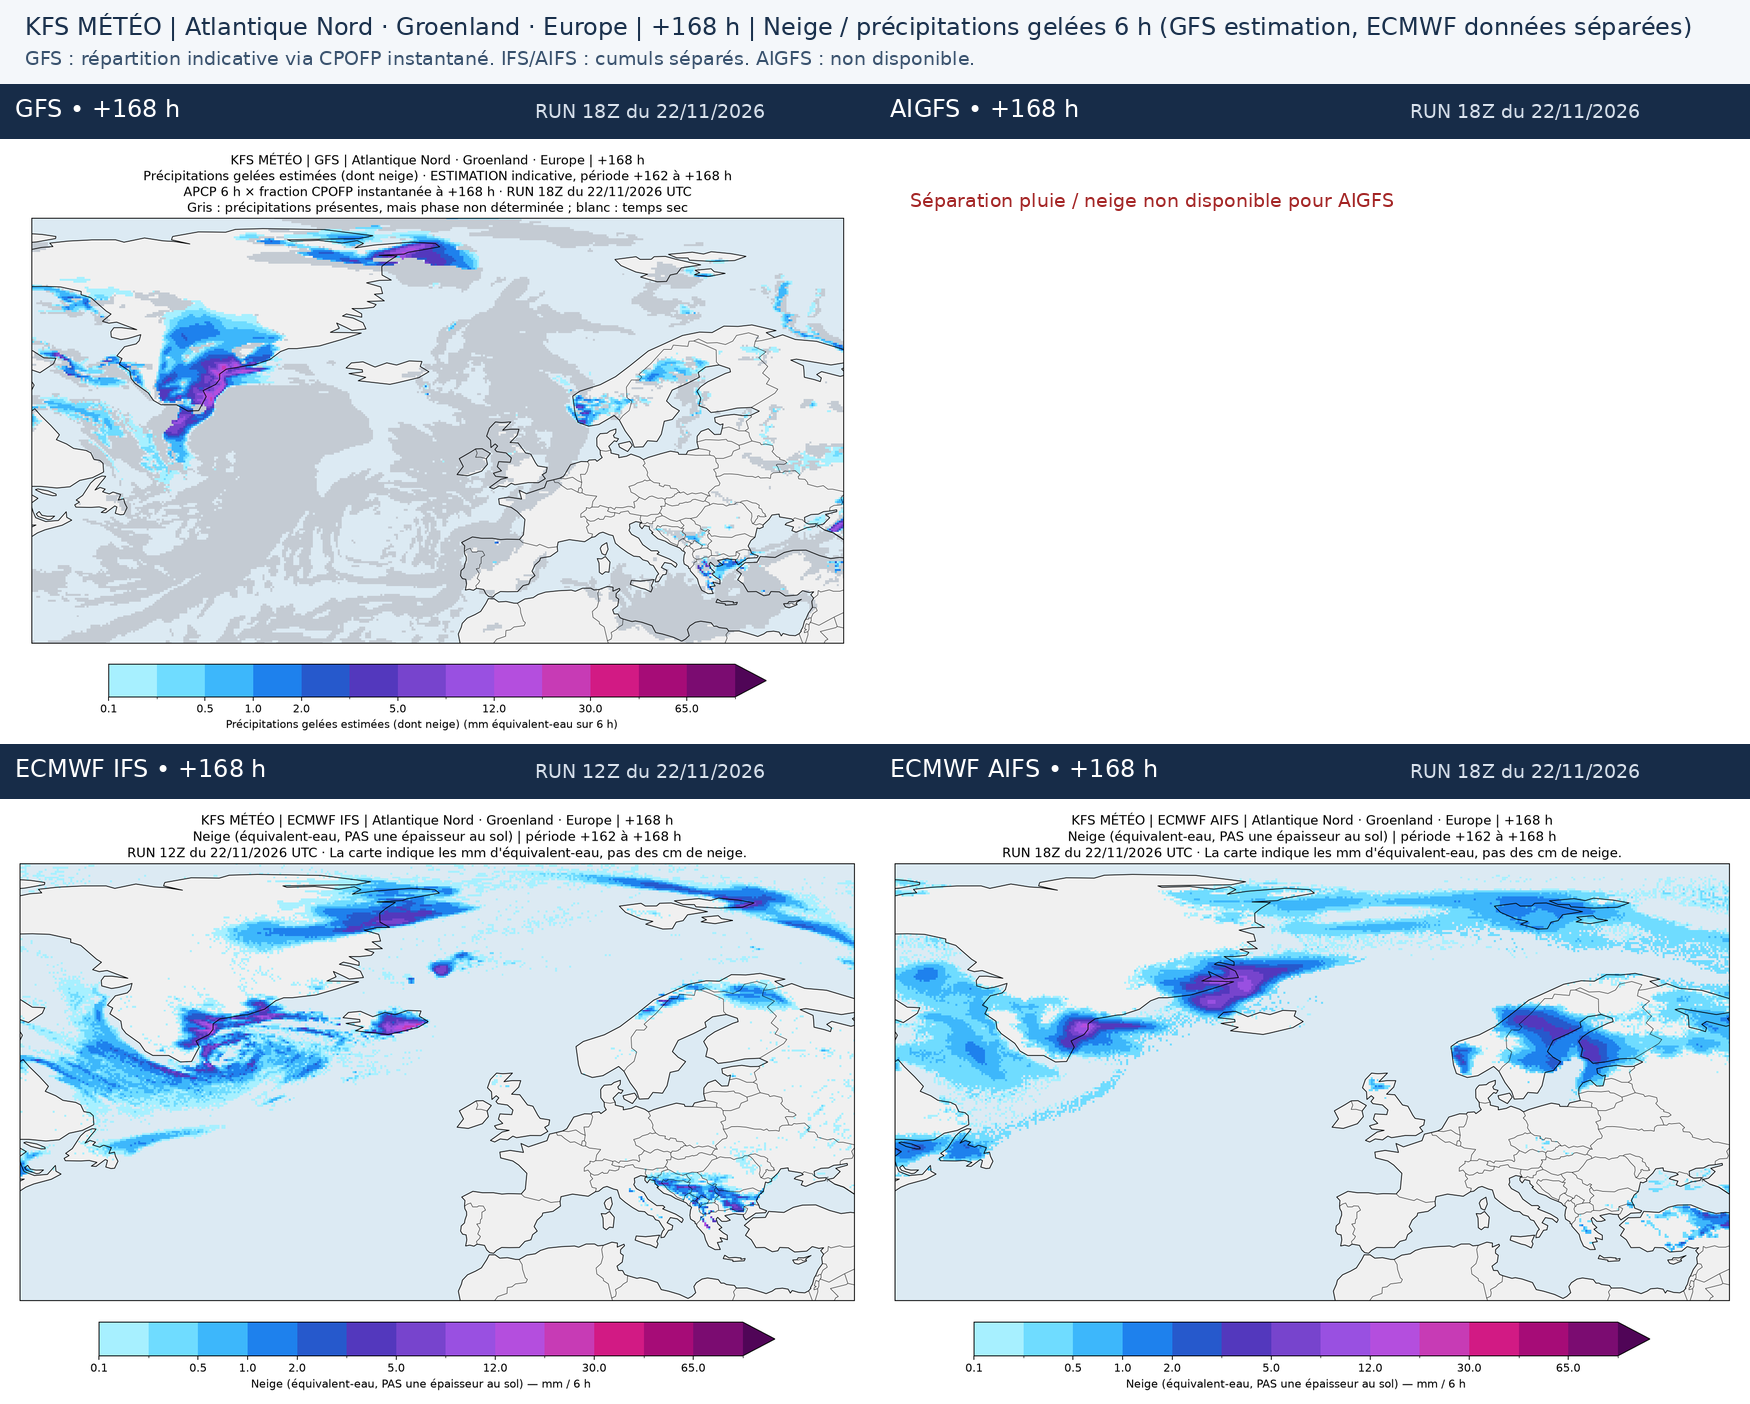 KFS MÉTÉO | Atlantique Nord · Groenland · Europe | +168 h | Neige / précipitations gelées 6 h (GFS estimation, ECMWF données séparées)
GFS : répartition indicative via CPOFP instantané. IFS/AIFS : cumuls séparés. AIGFS : non disponible.
GFS • +168 h
RUN 18Z du 22/11/2026
AIGFS • +168 h
RUN 18Z du 22/11/2026
KFS MÉTÉO | GFS | Atlantique Nord · Groenland · Europe | +168 h
Précipitations gelées estimées (dont neige) · ESTIMATION indicative, période +162 à +168 h
APCP 6 h × fraction CPOFP instantanée à +168 h · RUN 18Z du 22/11/2026 UTC
Gris : précipitations présentes, mais phase non déterminée ; blanc : temps sec
Séparation pluie / neige non disponible pour AIGFS
0.1 0.5 1.0 2.0 5.0 12.0 30.0 65.0
Précipitations gelées estimées (dont neige) (mm équivalent-eau sur 6 h)
ECMWF IFS • +168 h
RUN 12Z du 22/11/2026
ECMWF AIFS • +168 h
RUN 18Z du 22/11/2026
KFS MÉTÉO | ECMWF IFS | Atlantique Nord · Groenland · Europe | +168 h
Neige (équivalent-eau, PAS une épaisseur au sol) | période +162 à +168 h
RUN 12Z du 22/11/2026 UTC · La carte indique les mm d'équivalent-eau, pas des cm de neige.
KFS MÉTÉO | ECMWF AIFS | Atlantique Nord · Groenland · Europe | +168 h
Neige (équivalent-eau, PAS une épaisseur au sol) | période +162 à +168 h
RUN 18Z du 22/11/2026 UTC · La carte indique les mm d'équivalent-eau, pas des cm de neige.
0.1 0.5 1.0 2.0 5.0 12.0 30.0 65.0
Neige (équivalent-eau, PAS une épaisseur au sol) — mm / 6 h
0.1 0.5 1.0 2.0 5.0 12.0 30.0 65.0
Neige (équivalent-eau, PAS une épaisseur au sol) — mm / 6 h